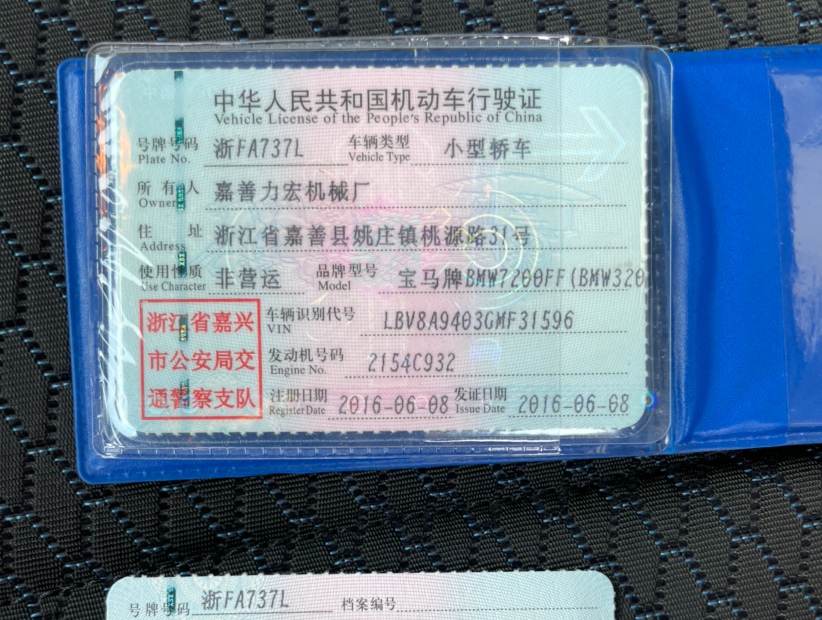 中华人民共和国机动车行驶证
Vehicle License of the People's Republic of China
号牌号码 浙FA737L 车辆类型 小型轿车
Plate No. Vehicle Type
所有人 嘉善力宏机械厂
Owner
住址 浙江省嘉善县姚庄镇桃源路31号
Address
使用性质 非营运 品牌型号 宝马牌BMW7200FF(BMW320
Use Character Model
浙江省嘉兴
市公安局交
通警察支队
车辆识别代号 LBV8A9403GMF31596
VIN
发动机号码 2154C932
Engine No.
注册日期 2016-06-08 发证日期 2016-06-08
Register Date Issue Date
号牌号码 浙FA737L 档案编号